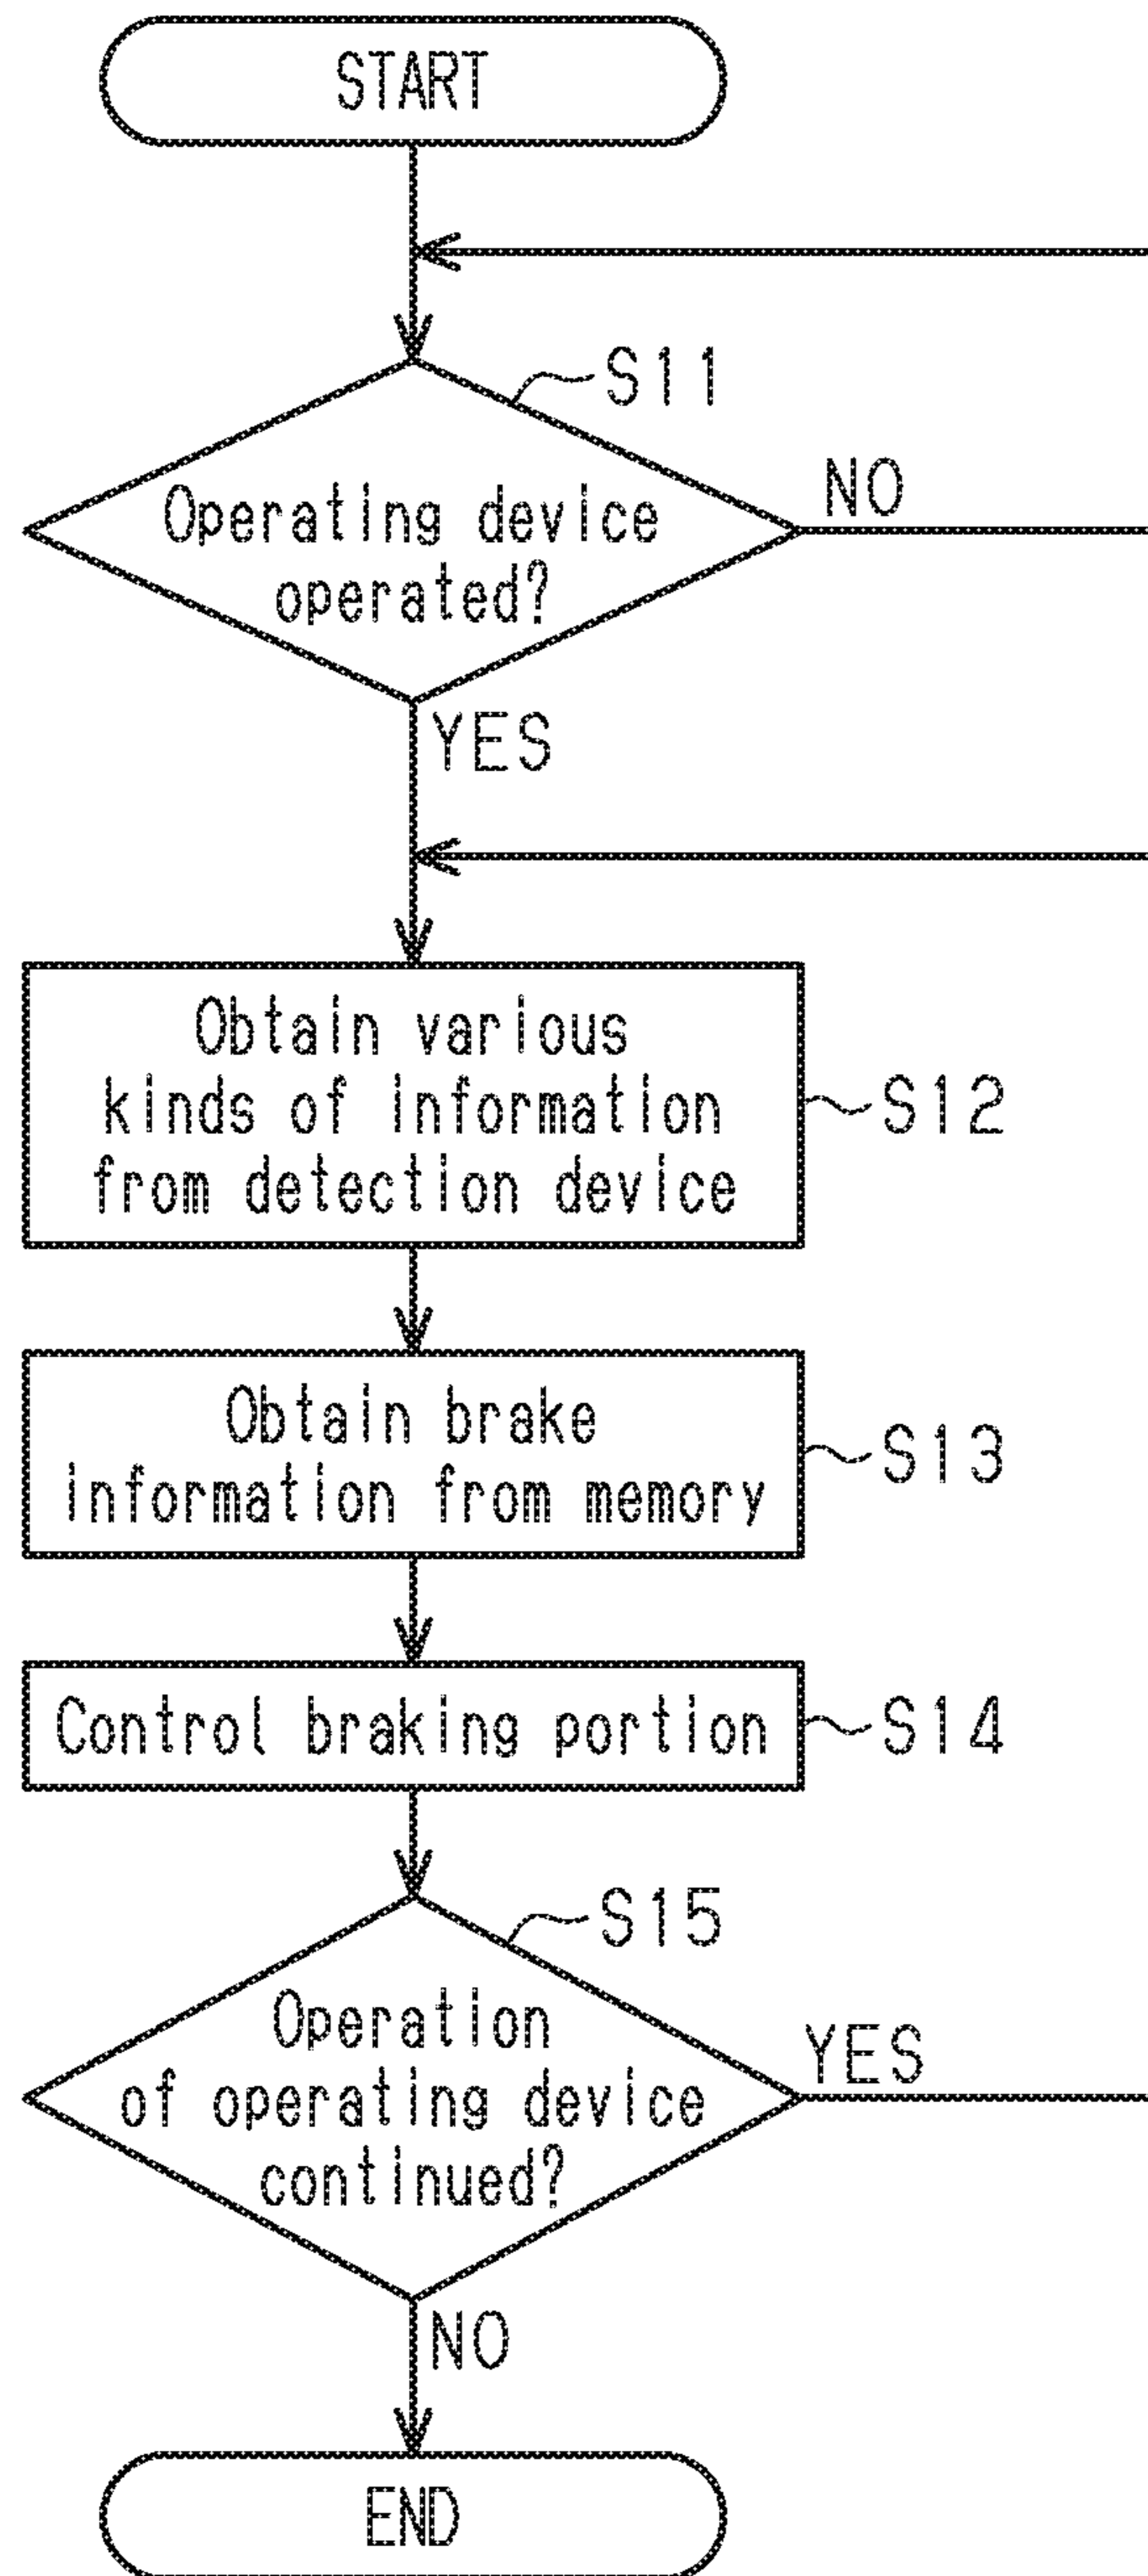 START
S11
Operating device
NO
operated?
YES
Obtain various
kinds of information
from detection device
S12
Obtain brake
information from memory
S13
Control braking portion
S14
S15
Operation
of operating device
continued?
YES
NO
END